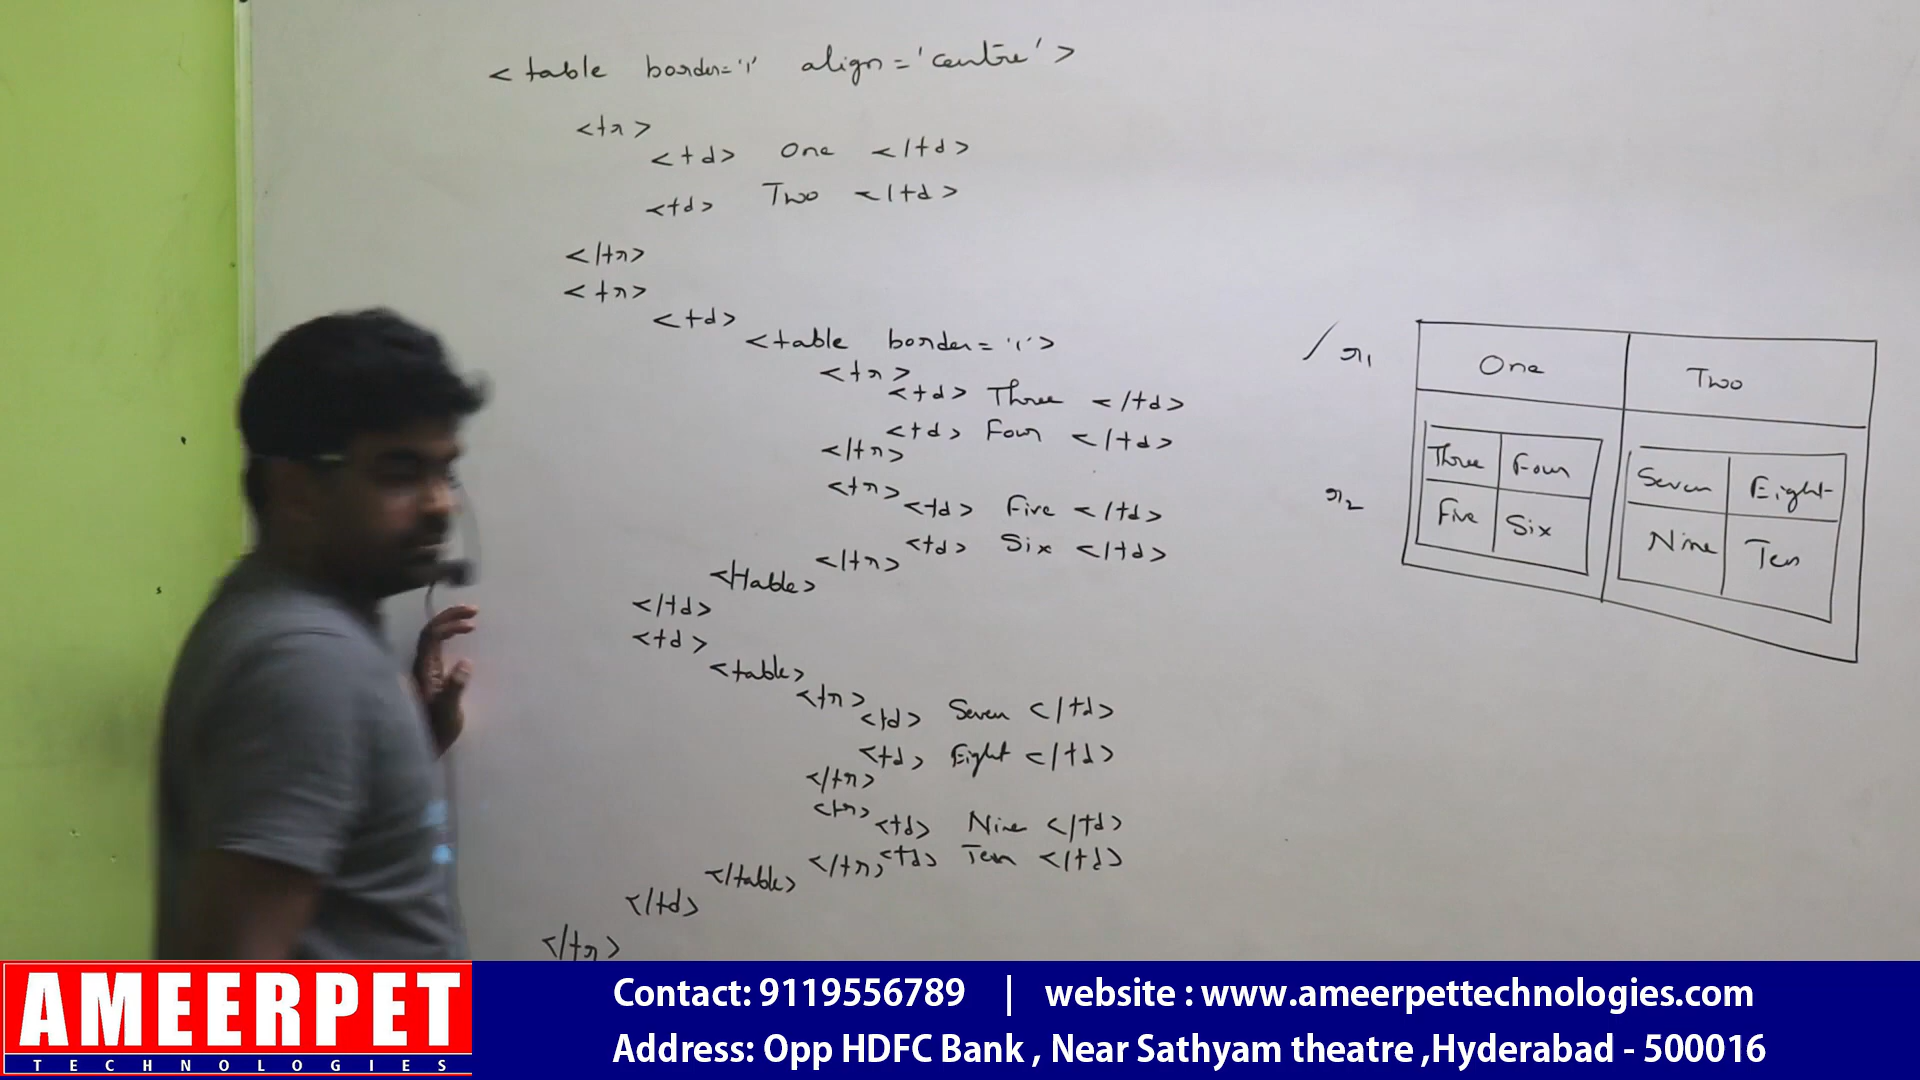 <table border='1' align='centre'>
<tr>
<td> One </td>
<td> Two </td>
</tr>
<tr>
<td>
<table border='1'>
<tr>
<td> Three </td>
<td> Four </td>
</tr>
<tr>
<td> Five </td>
<td> Six </td>
</tr>
</table>
</td>
<td>
<table>
<tr>
<td> Seven </td>
<td> Eight </td>
</tr>
<tr>
<td> Nine </td>
<td> Ten </td>
</tr>
</table>
</td>
</tr>
r1 One Two
r2 Three Four Seven Eight
Five Six Nine Ten
AMEERPET
TECHNOLOGIES
Contact: 9119556789 | website : www.ameerpettechnologies.com
Address: Opp HDFC Bank , Near Sathyam theatre ,Hyderabad - 500016